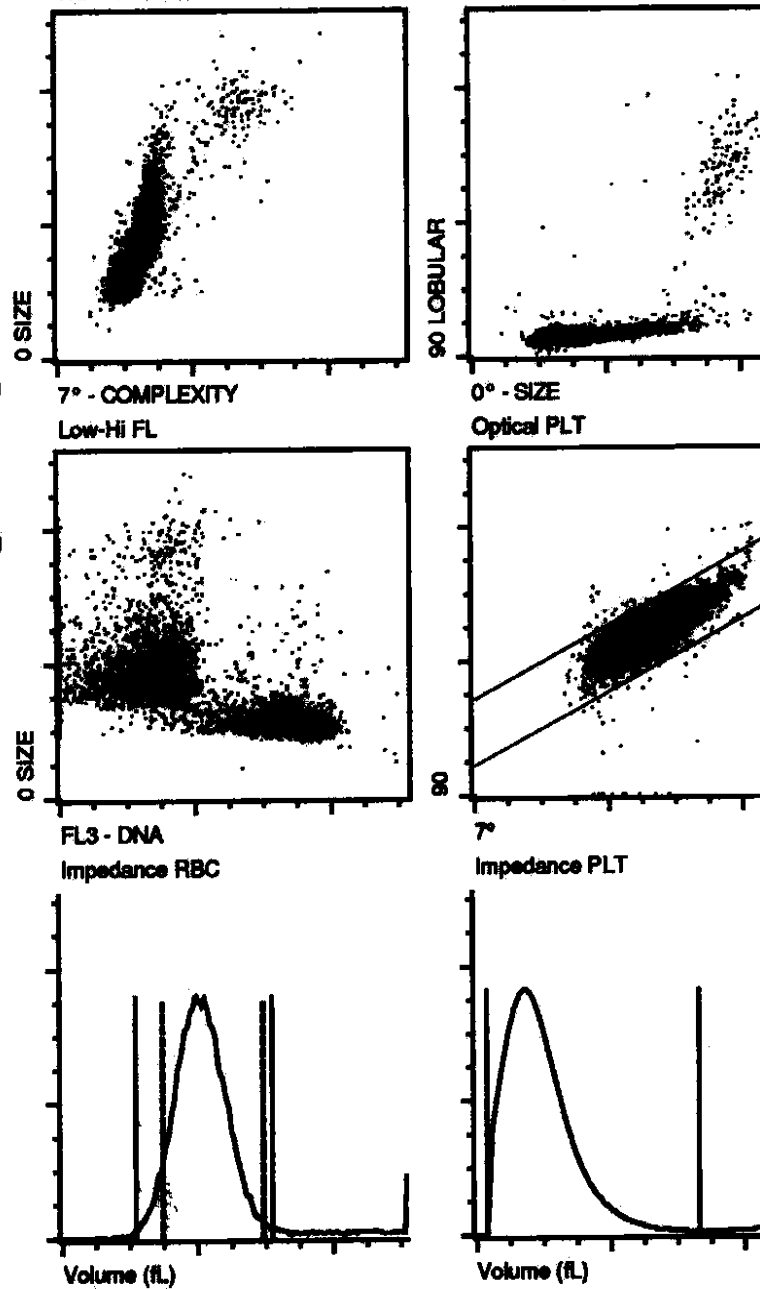 0 SIZE
90 LOBULAR
7° - COMPLEXITY
0° - SIZE
Low-Hi FL
Optical PLT
0 SIZE
90
FL3 - DNA
7°
Impedance RBC
Impedance PLT
Volume (fL)
Volume (fL)